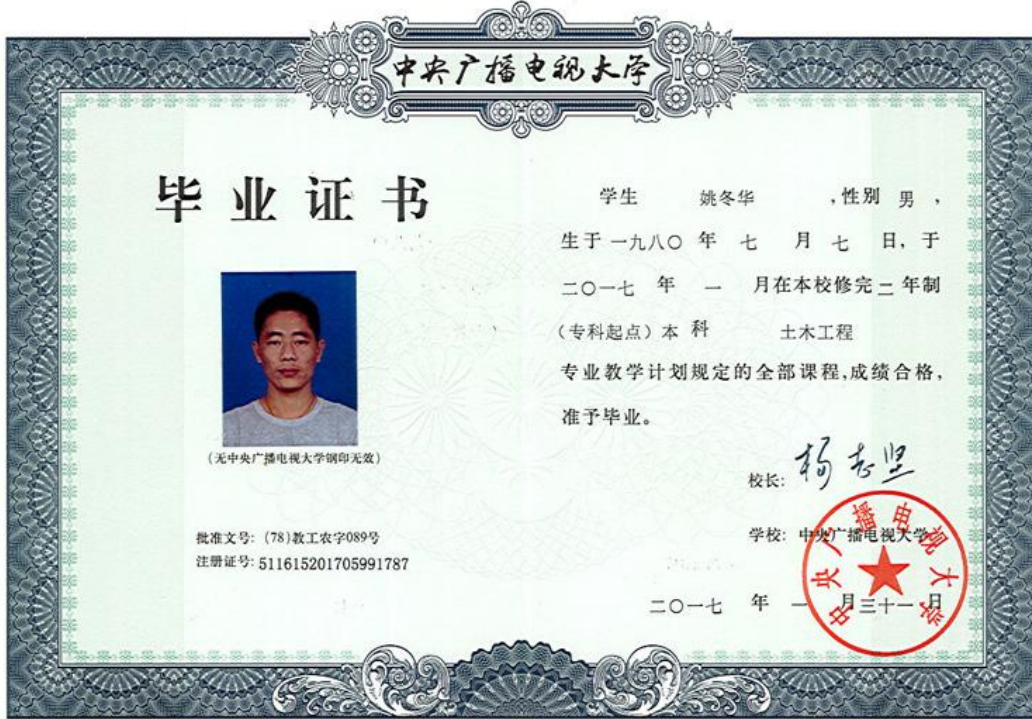 中央广播电视大学
毕业证书
(无中央广播电视大学钢印无效)
批准文号: (78)教工农字089号
注册证号: 511615201705991787
学生 姚冬华 ,性别 男 ,
生于 一九八〇 年 七 月 七 日, 于
二〇一七 年 一 月在本校修完二年制
(专科起点)本 科 土木工程
专业教学计划规定的全部课程,成绩合格,
准予毕业。
校长: 杨志坚
学校: 中央广播电视大学
二〇一七 年 一 月三十一日
中央广播电视大学